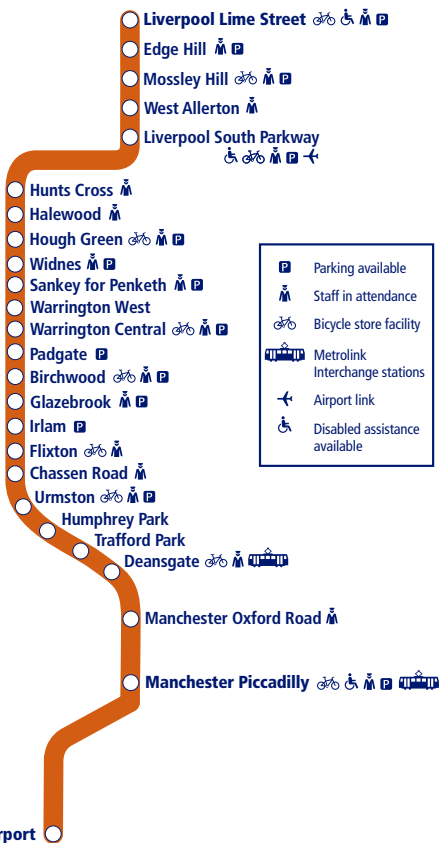 Liverpool Lime Street P
Edge Hill P
Mossley Hill P
West Allerton
Liverpool South Parkway
P
Hunts Cross
Halewood
Hough Green P
Widnes P
Sankey for Penketh P
Warrington West
Warrington Central P
Padgate P
Birchwood P
Glazebrook P
Irlam P
Flixton
Chassen Road
Urmston P
Humphrey Park
Trafford Park
Deansgate
Manchester Oxford Road
Manchester Piccadilly P
P Parking available
Staff in attendance
Bicycle store facility
Metrolink
Interchange stations
Airport link
Disabled assistance
available